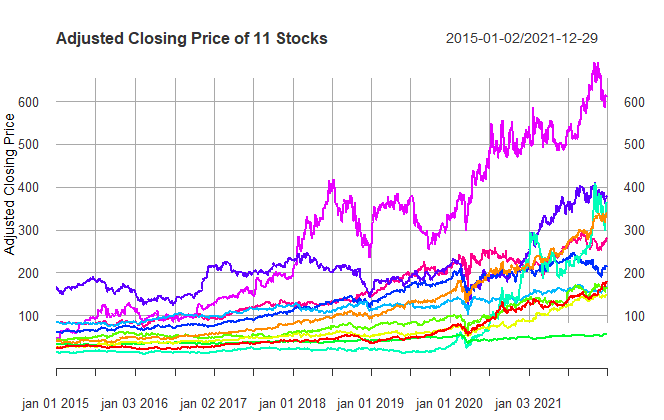 Adjusted Closing Price of 11 Stocks
2015-01-02/2021-12-29
Adjusted Closing Price
600 600
500 500
400 400
300 300
200 200
100 100
jan 01 2015 jan 03 2016 jan 02 2017 jan 01 2018 jan 01 2019 jan 01 2020 jan 03 2021